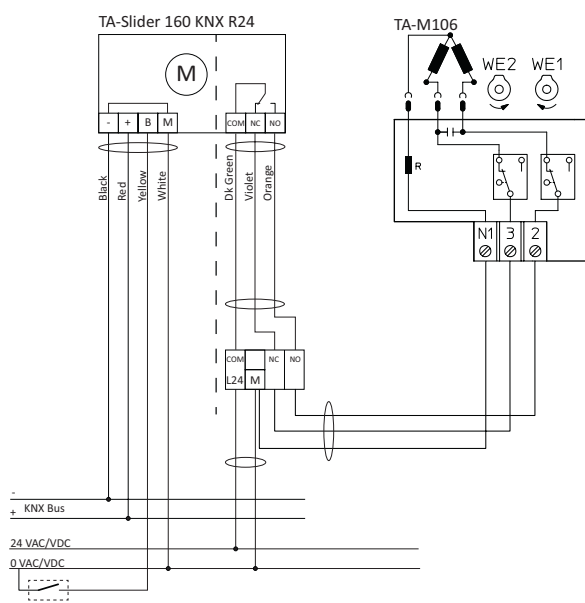 TA-Slider 160 KNX R24
TA-M106
M
WE2 WE1
- + B M
COM NC NO
R
Black
Red
Yellow
White
Dk Green
Violet
Orange
N1 3 2
COM NC NO
L24 M
-
+ KNX Bus
24 VAC/VDC
0 VAC/VDC